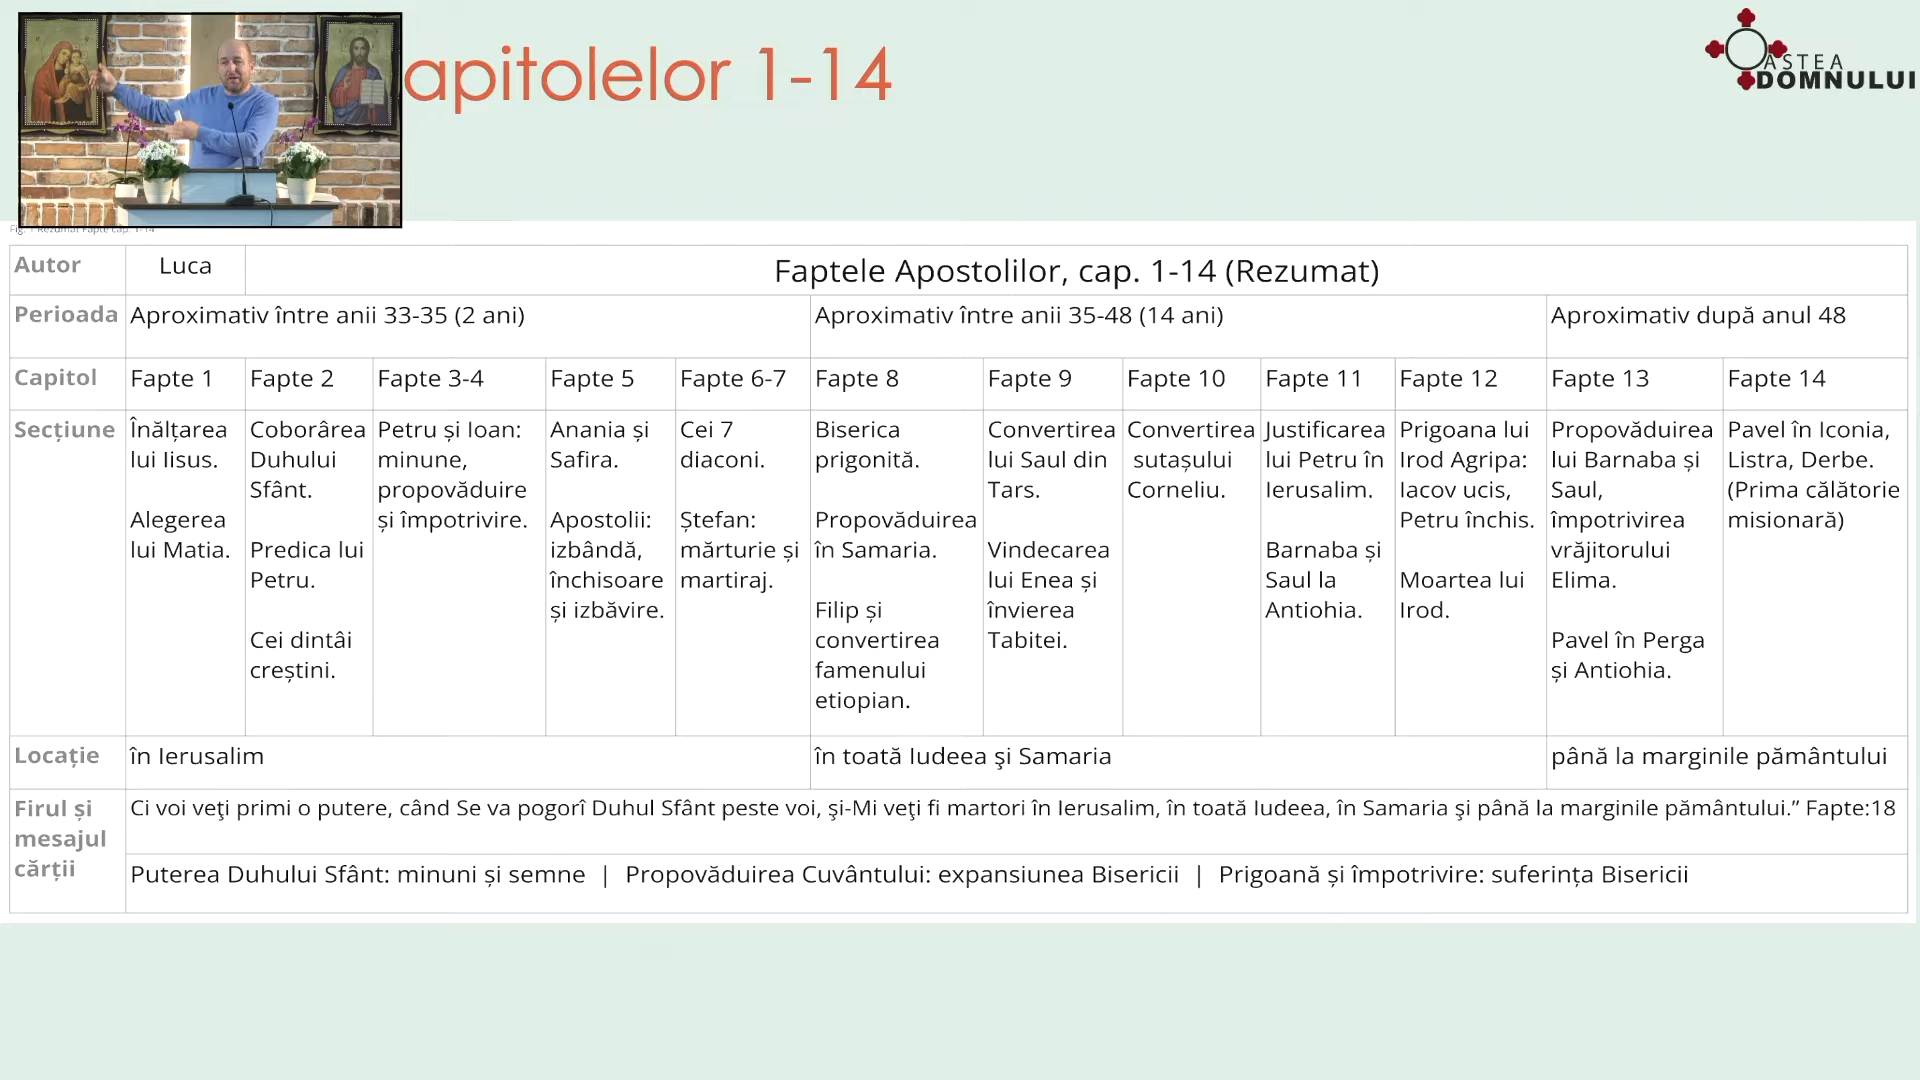 apitolelor 1-14
ASTEA
DOMNULUI
Fig. 1 Rezumat Fapte cap. 1-14
Autor
Luca
Faptele Apostolilor, cap. 1-14 (Rezumat)
Perioada
Aproximativ între anii 33-35 (2 ani)
Aproximativ între anii 35-48 (14 ani)
Aproximativ după anul 48
Capitol
Fapte 1
Fapte 2
Fapte 3-4
Fapte 5
Fapte 6-7
Fapte 8
Fapte 9
Fapte 10
Fapte 11
Fapte 12
Fapte 13
Fapte 14
Secțiune
Înălțarea
lui Iisus.
Alegerea
lui Matia.
Coborârea
Duhului
Sfânt.
Predica lui
Petru.
Cei dintâi
creștini.
Petru și Ioan:
minune,
propovăduire
și împotrivire.
Anania și
Safira.
Apostolii:
izbândă,
închisoare
și izbăvire.
Cei 7
diaconi.
Ștefan:
mărturie și
martiraj.
Biserica
prigonită.
Propovăduirea
în Samaria.
Filip și
convertirea
famenului
etiopian.
Convertirea
lui Saul din
Tars.
Vindecarea
lui Enea și
învierea
Tabitei.
Convertirea
sutașului
Corneliu.
Justificarea
lui Petru în
Ierusalim.
Barnaba și
Saul la
Antiohia.
Prigoana lui
Irod Agripa:
Iacov ucis,
Petru închis.
Moartea lui
Irod.
Propovăduirea
lui Barnaba și
Saul,
împotrivirea
vrăjitorului
Elima.
Pavel în Perga
și Antiohia.
Pavel în Iconia,
Listra, Derbe.
(Prima călătorie
misionară)
Locație
în Ierusalim
în toată Iudeea şi Samaria
până la marginile pământului
Firul și
mesajul
cărții
Ci voi veţi primi o putere, când Se va pogorî Duhul Sfânt peste voi, şi-Mi veţi fi martori în Ierusalim, în toată Iudeea, în Samaria şi până la marginile pământului.” Fapte:18
Puterea Duhului Sfânt: minuni și semne | Propovăduirea Cuvântului: expansiunea Bisericii | Prigoană și împotrivire: suferința Bisericii